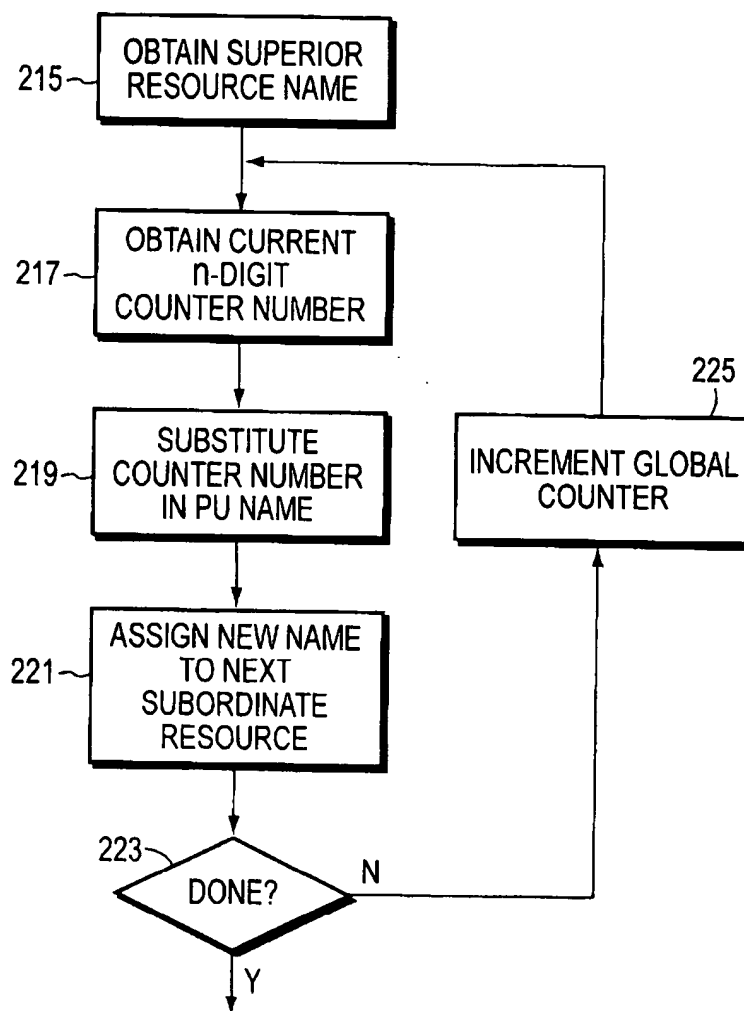 215
OBTAIN SUPERIOR
RESOURCE NAME
217
OBTAIN CURRENT
n-DIGIT
COUNTER NUMBER
219
SUBSTITUTE
COUNTER NUMBER
IN PU NAME
225
INCREMENT GLOBAL
COUNTER
221
ASSIGN NEW NAME
TO NEXT
SUBORDINATE
RESOURCE
223
DONE?
N
Y